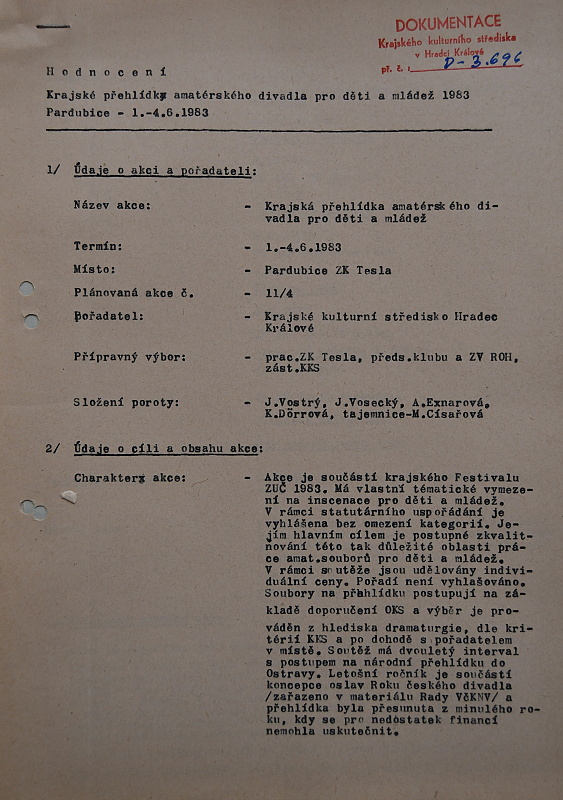 DOKUMENTACE
Krajského kulturního střediska
v Hradci Králové
př. č. : D-3.696
H o d n o c e n í
Krajské přehlídky amatérského divadla pro děti a mládež 1983
Pardubice - 1.-4.6.1983
1/ Údaje o akci a pořadateli:
Název akce: - Krajská přehlídka amatérského di-
vadla pro děti a mládež
Termín: - 1.-4.6.1983
Místo: - Pardubice ZK Tesla
Plánovaná akce č. - 11/4
Pořadatel: - Krajské kulturní středisko Hradec
Králové
Přípravný výbor: - prac.ZK Tesla, předs.klubu a ZV ROH,
zást.KKS
Složení poroty: - J.Vostrý, J.Vosecký, A.Exnarová,
K.Dörrová, tajemnice-M.Císařová
2/ Údaje o cíli a obsahu akce:
Charakter akce: - Akce je součástí krajského Festivalu
ZUČ 1983. Má vlastní tématické vymeze-
ní na inscenace pro děti a mládež.
V rámci statutárního uspořádání je
vyhlášena bez omezení kategorií. Je-
jím hlavním cílem je postupné zkvalit-
nování této tak důležité oblasti prá-
ce amat.souborů pro děti a mládež.
V rámci soutěže jsou udělovány indivi-
duální ceny. Pořadí není vyhlašováno.
Soubory na přehlídku postupují na zá-
kladě doporučení OKS a výběr je pro-
váděn z hlediska dramaturgie, dle kri-
térií KKS a po dohodě s pořadatelem
v místě. Soutěž má dvouletý interval
s postupem na národní přehlídku do
Ostravy. Letošní ročník je součástí
koncepce oslav Roku českého divadla
/zařazeno v materiálu Rady VčKNV/ a
přehlídka byla přesunuta z minulého ro-
ku, kdy se pro nedostatek financí
nemohla uskutečnit.